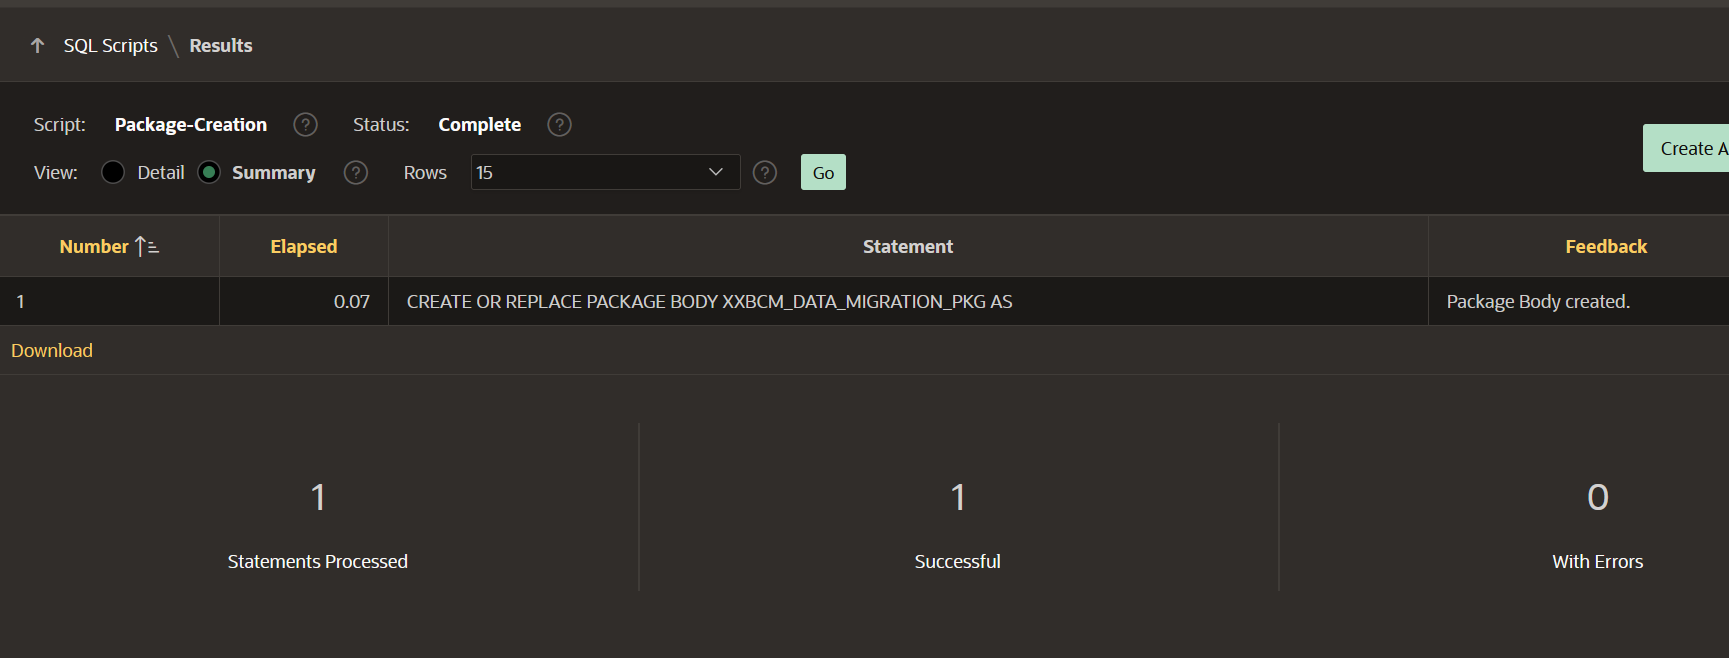 SQL Scripts \ Results
Script: Package-Creation ? Status: Complete ?
View: Detail Summary ? Rows 15 ? Go
Create A
Number Elapsed Statement Feedback
1 0.07 CREATE OR REPLACE PACKAGE BODY XXBCM_DATA_MIGRATION_PKG AS Package Body created.
Download
1 1 0
Statements Processed Successful With Errors